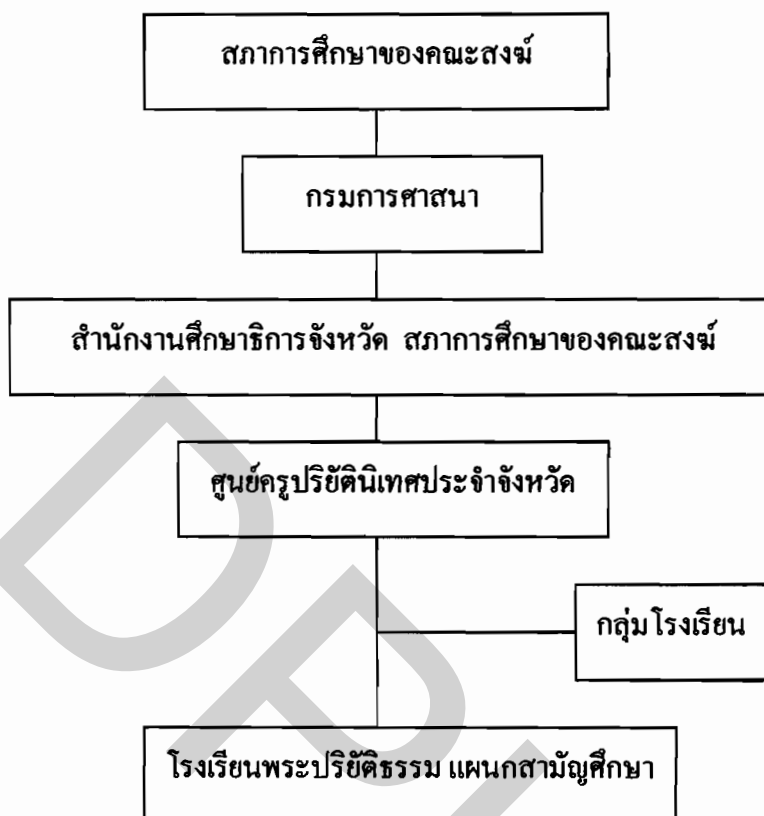 สภาการศึกษาของคณะสงฆ์
กรมการศาสนา
สำนักงานศึกษาธิการจังหวัด สภาการศึกษาของคณะสงฆ์
ศูนย์ครูปริยัตินิเทศประจำจังหวัด
กลุ่มโรงเรียน
โรงเรียนพระปริยัติธรรม แผนกสามัญศึกษา